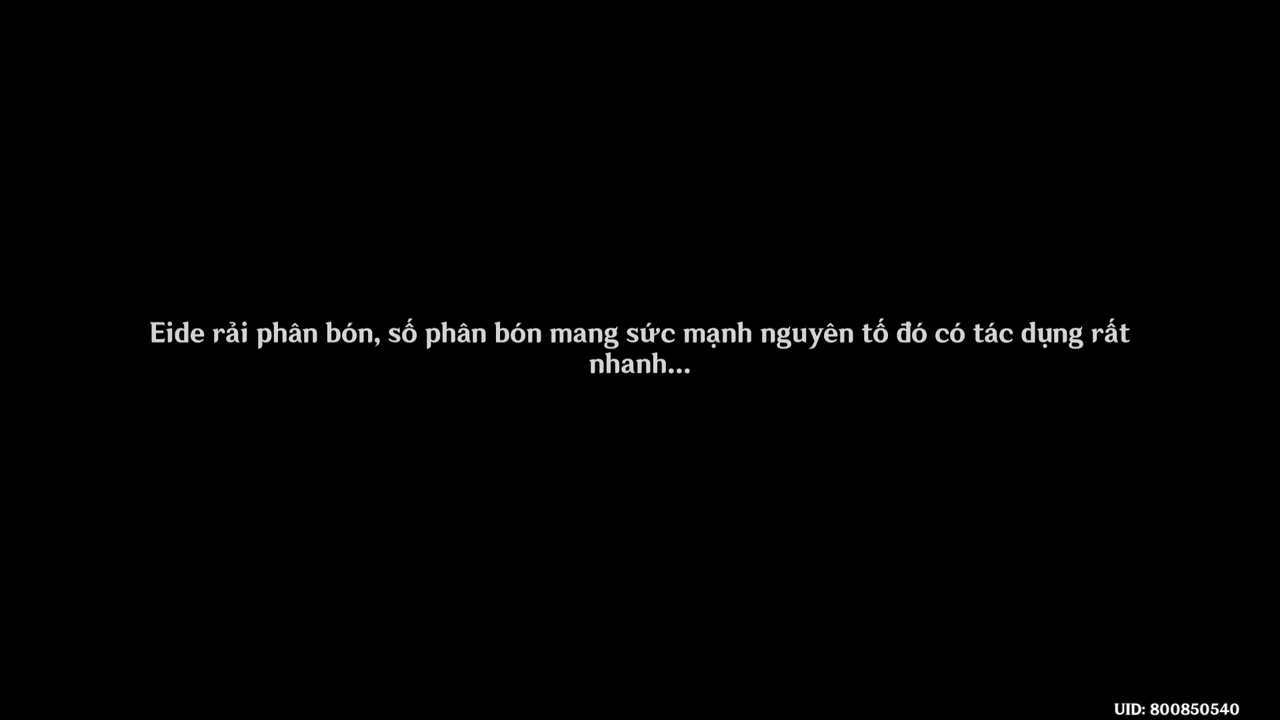 Eide rải phân bón, số phân bón mang sức mạnh nguyên tố đó có tác dụng rất
nhanh...
UID: 800850540